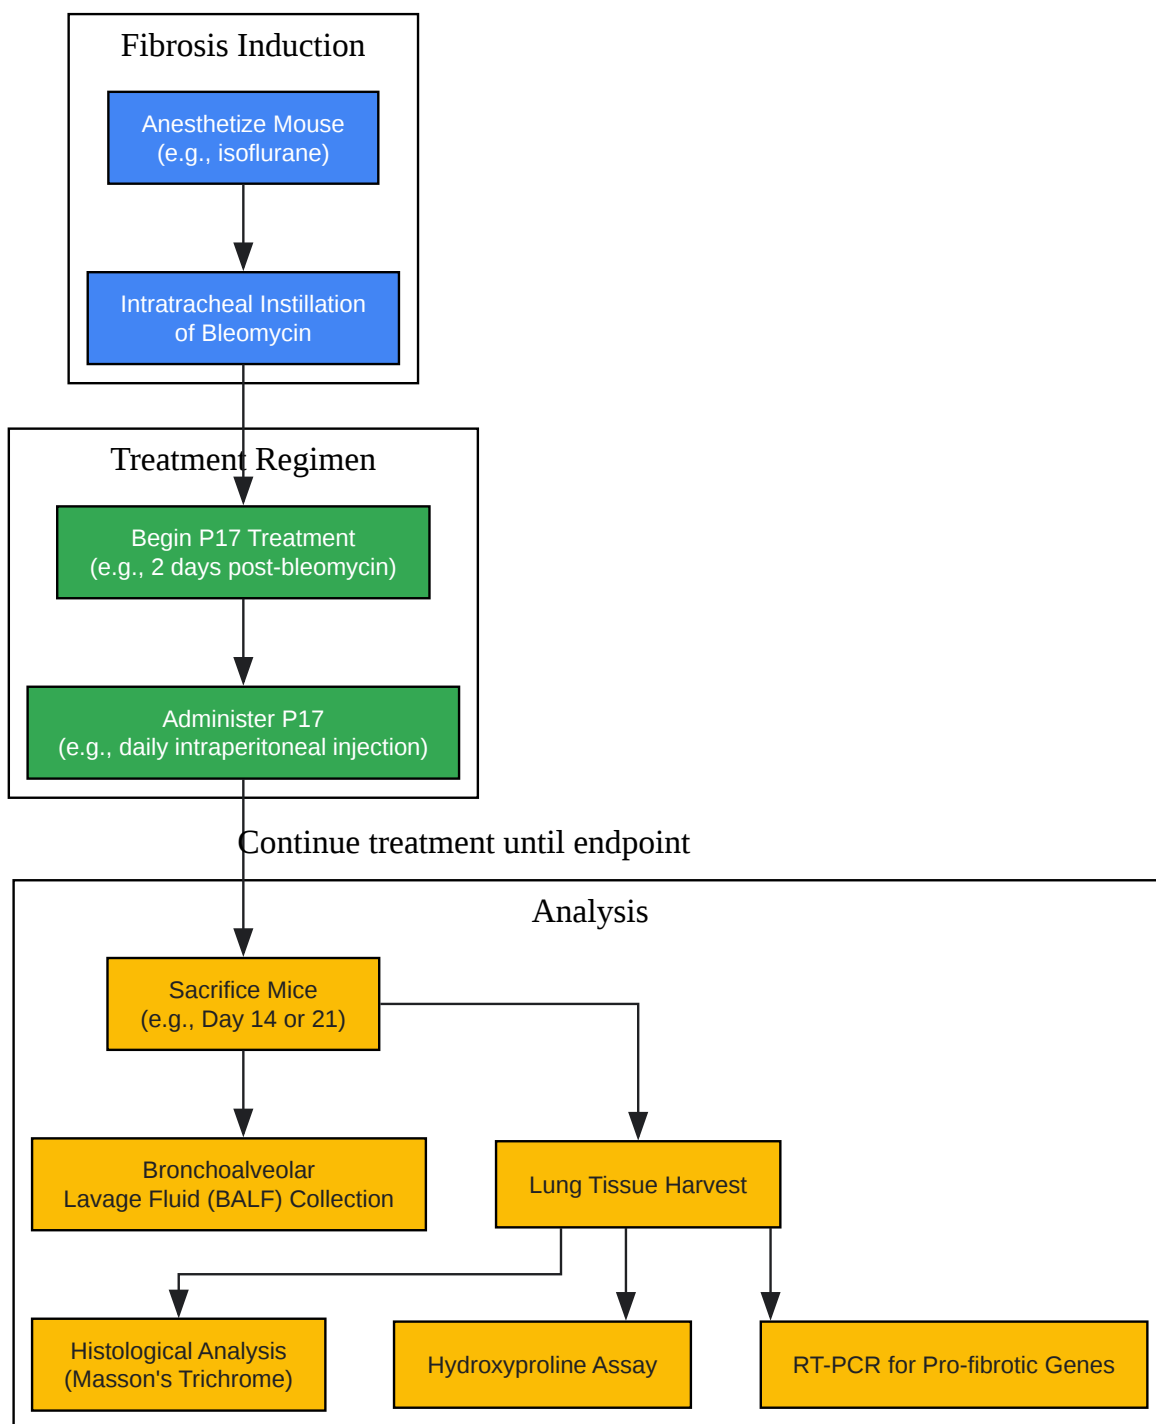 Fibrosis Induction
Anesthetize Mouse
(e.g., isoflurane)
Intratracheal Instillation
of Bleomycin
Treatment Regimen
Begin P17 Treatment
(e.g., 2 days post-bleomycin)
Administer P17
(e.g., daily intraperitoneal injection)
Continue treatment until endpoint
Analysis
Sacrifice Mice
(e.g., Day 14 or 21)
Bronchoalveolar
Lavage Fluid (BALF) Collection
Lung Tissue Harvest
Histological Analysis
(Masson's Trichrome)
Hydroxyproline Assay
RT-PCR for Pro-fibrotic Genes